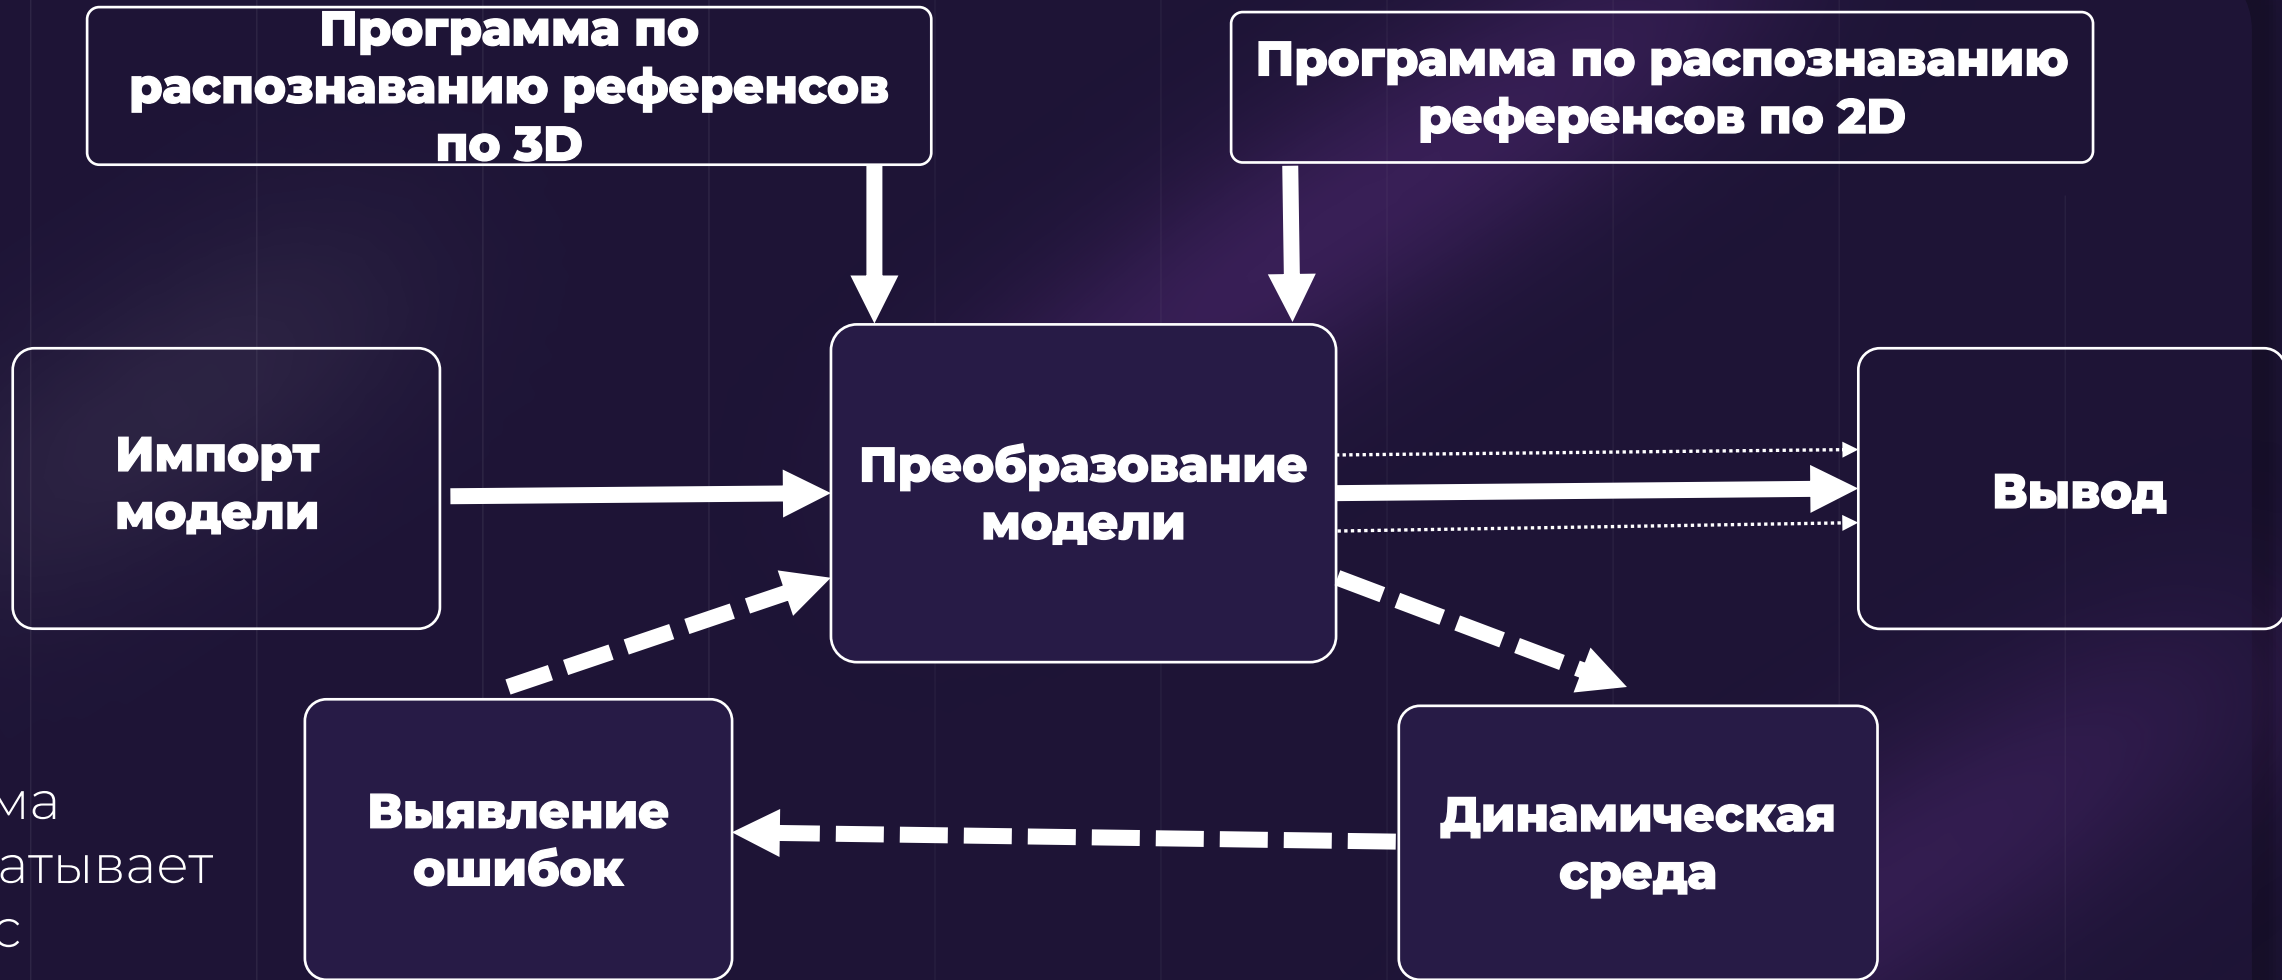 Программа по
распознаванию референсов
по 3D
Программа по распознаванию
референсов по 2D
Импорт
модели
Преобразование
модели
Вывод
Выявление
ошибок
Динамическая
среда